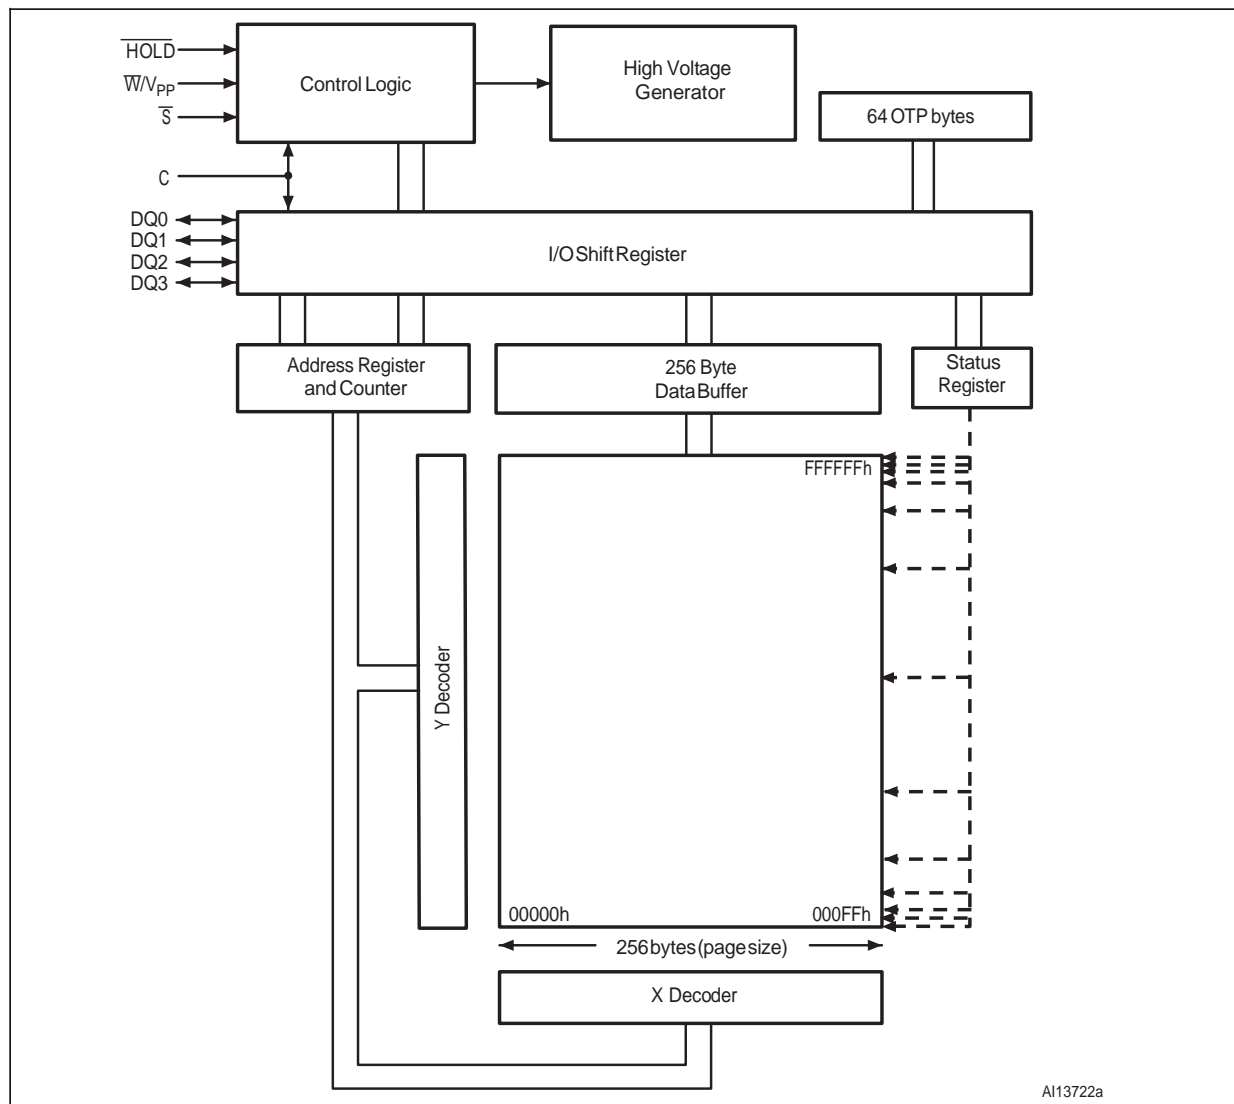 HOLD
W/VPP
S
C
DQ0
DQ1
DQ2
DQ3
Control Logic
High Voltage
Generator
64 OTP bytes
I/O Shift Register
Address Register
and Counter
256 Byte
Data Buffer
Status
Register
FFFFFFh
Y Decoder
00000h
000FFh
256 bytes (page size)
X Decoder
AI13722a